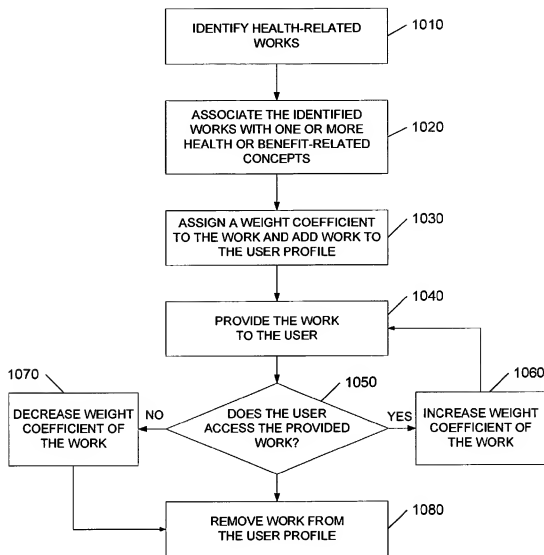 IDENTIFY HEALTH-RELATED
WORKS
1010
ASSOCIATE THE IDENTIFIED
WORKS WITH ONE OR MORE
HEALTH OR BENEFIT-RELATED
CONCEPTS
1020
ASSIGN A WEIGHT COEFFICIENT
TO THE WORK AND ADD WORK TO
THE USER PROFILE
1030
PROVIDE THE WORK
TO THE USER
1040
DOES THE USER
ACCESS THE PROVIDED
WORK?
1050
NO
YES
1070
DECREASE WEIGHT
COEFFICIENT OF
THE WORK
1060
INCREASE WEIGHT
COEFFICIENT OF
THE WORK
REMOVE WORK FROM
THE USER PROFILE
1080